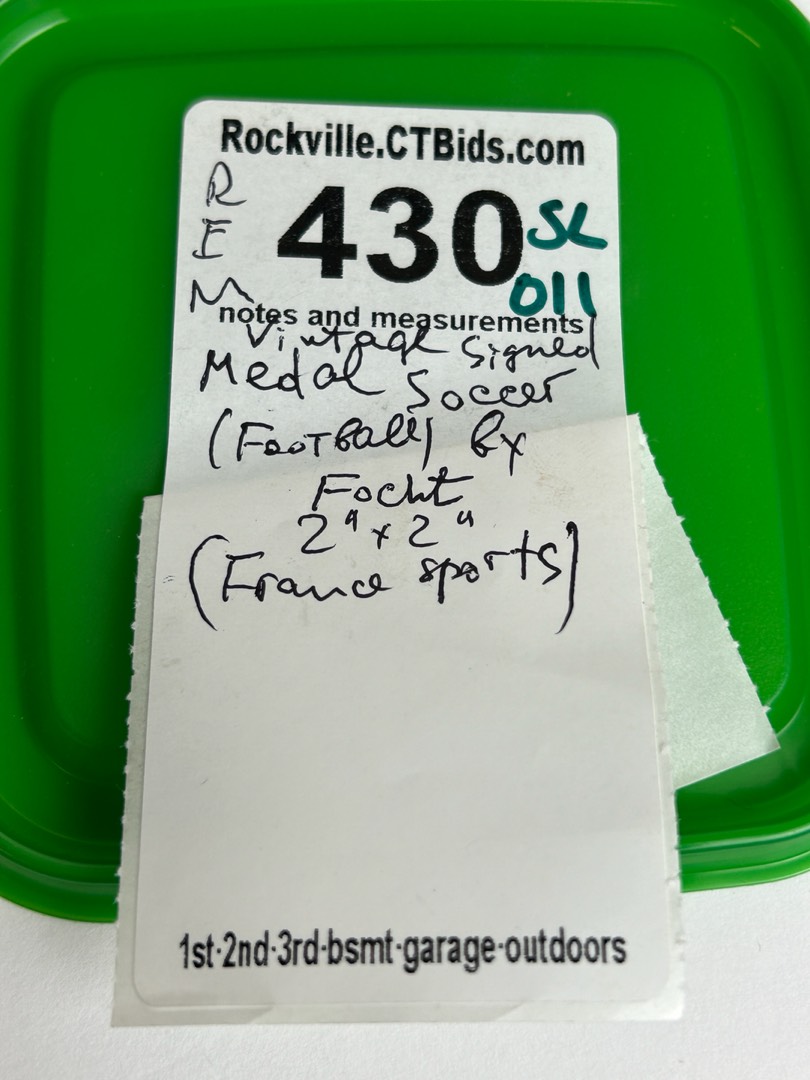 Rockville.CTBids.com
R
E
M
430
SL
011
notes and measurements
Vintage Signed
Medal Soccer
(Football) by
Focht
2" x 2"
(France sports)
1st·2nd·3rd·bsmt·garage·outdoors